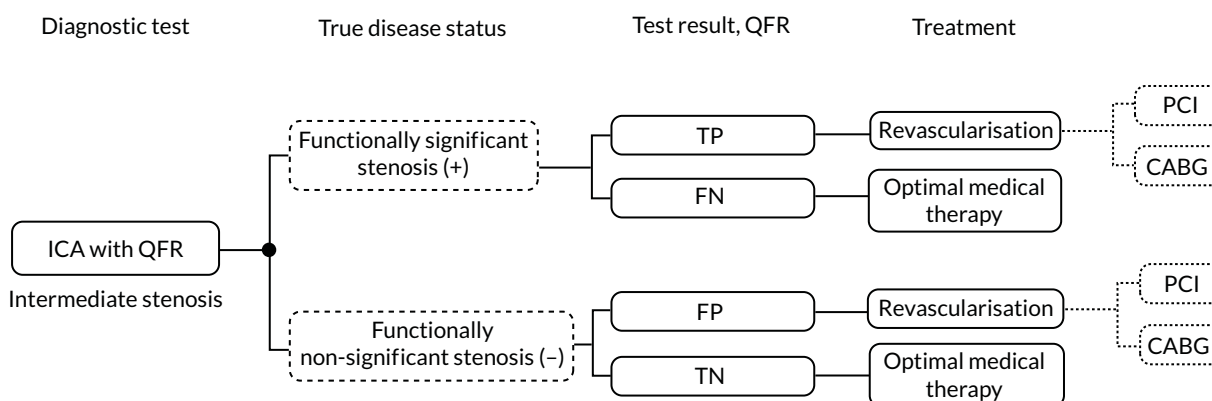 Diagnostic test
True disease status
Test result, QFR
Treatment
PCI
Functionally significant
stenosis (+)
TP
Revascularisation
CABG
FN
Optimal medical
therapy
ICA with QFR
Intermediate stenosis
PCI
FP
Revascularisation
Functionally
non-significant stenosis (–)
CABG
TN
Optimal medical
therapy